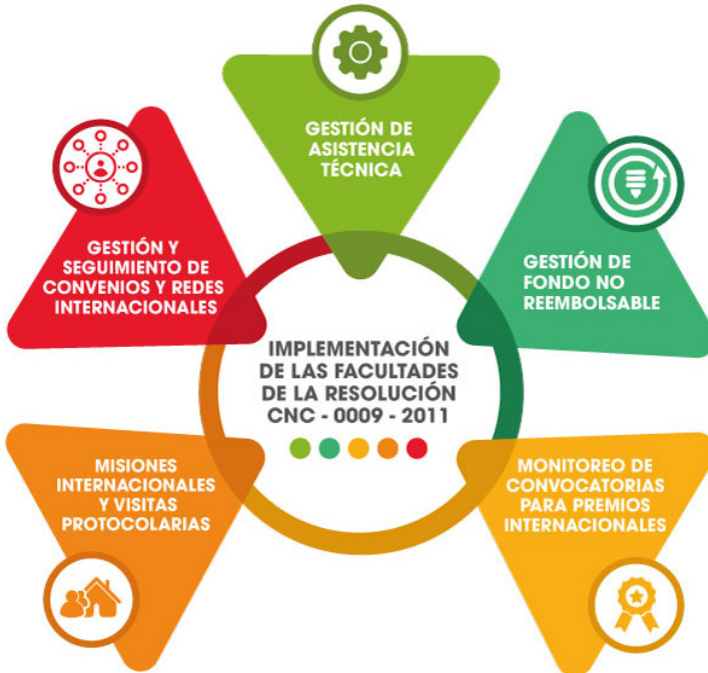 GESTIÓN DE
ASISTENCIA
TÉCNICA
GESTIÓN Y
SEGUIMIENTO DE
CONVENIOS Y REDES
INTERNACIONALES
GESTIÓN DE
FONDO NO
REEMBOLSABLE
IMPLEMENTACIÓN
DE LAS FACULTADES
DE LA RESOLUCIÓN
CNC - 0009 - 2011
MISIONES
INTERNACIONALES
Y VISITAS
PROTOCOLARIAS
MONITOREO DE
CONVOCATORIAS
PARA PREMIOS
INTERNACIONALES